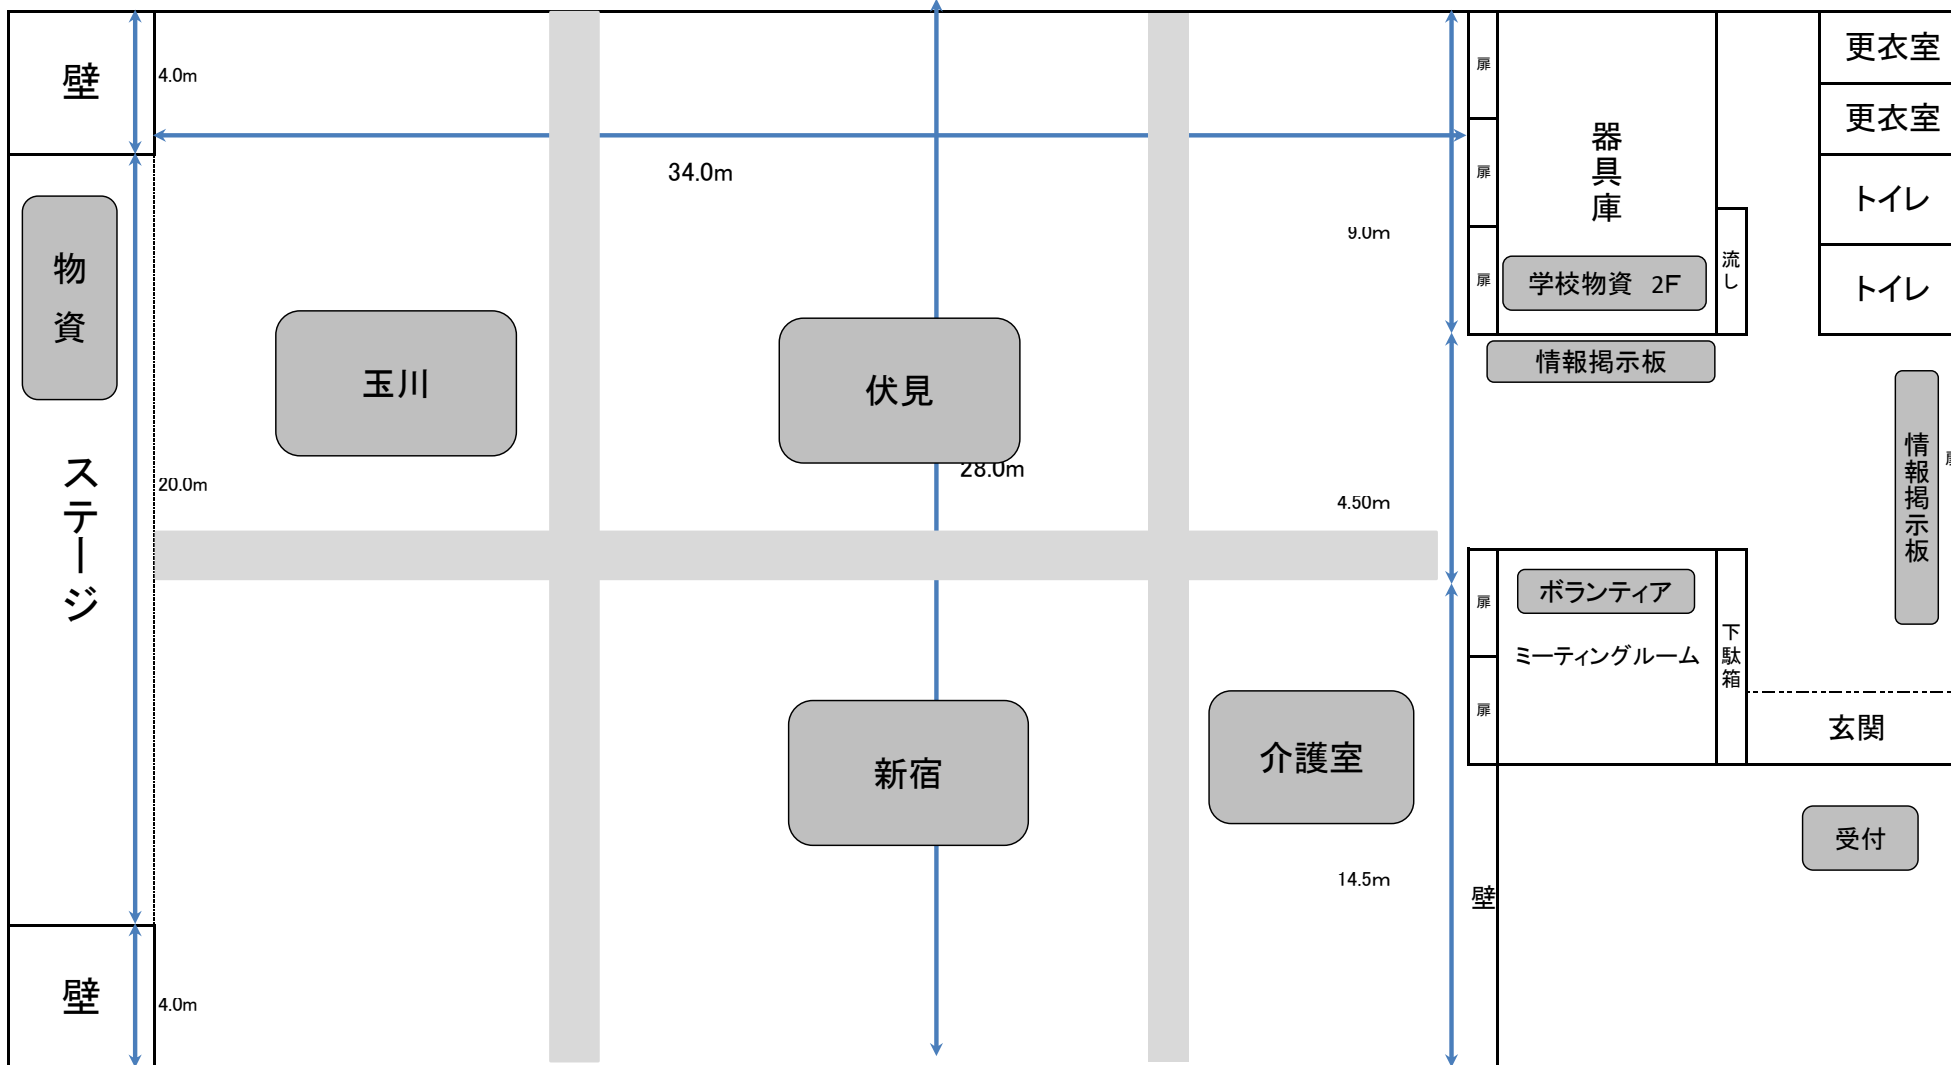 壁
4.0m
34.0m
扉
扉
扉
器具庫
更衣室
更衣室
トイレ
トイレ
物資
9.0m
学校物資 2F
流し
玉川
伏見
情報掲示板
ステージ
20.0m
28.0m
4.50m
情報掲示板
扉
扉
扉
ボランティア
ミーティングルーム
下駄箱
玄関
新宿
介護室
受付
14.5m
壁
壁
4.0m